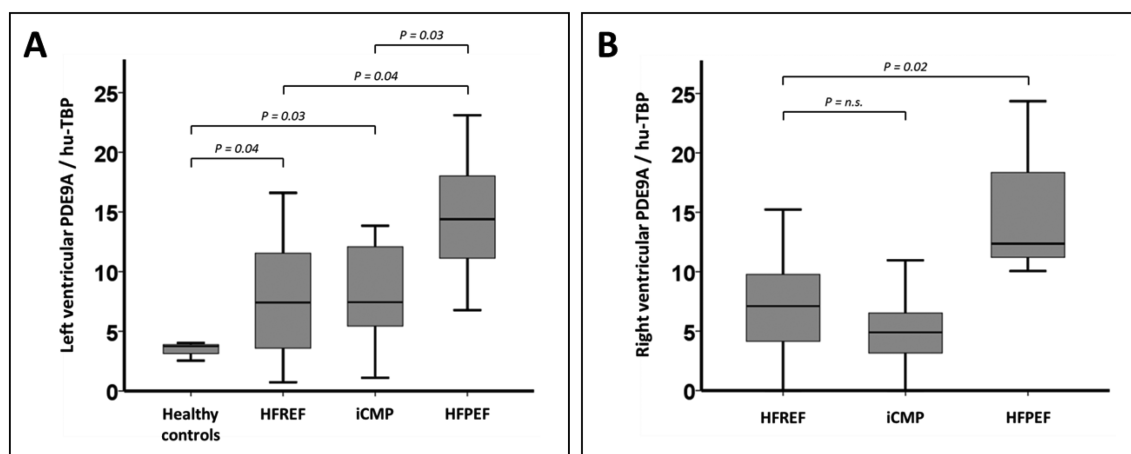 A
Left ventricular PDE9A / hu-TBP
25
20
15
10
5
0
P = 0.03
P = 0.04
P = 0.03
P = 0.04
Healthy
controls
HFREF
iCMP
HFPEF
B
Right ventricular PDE9A / hu-TBP
25
20
15
10
5
0
P = 0.02
P = n.s.
HFREF
iCMP
HFPEF